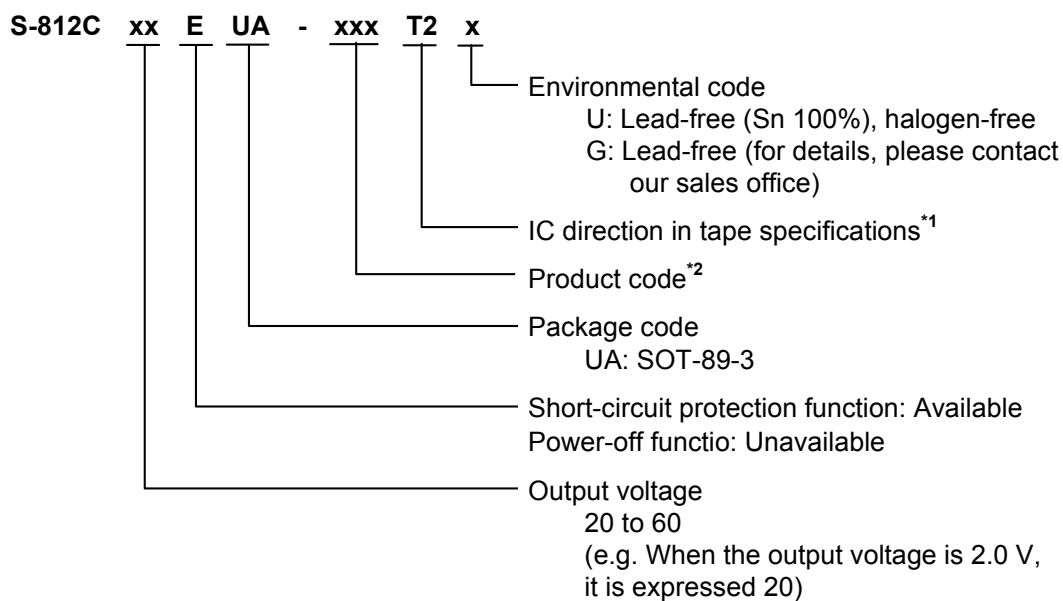 S-812C xx E UA - xxx T2 x
Environmental code
U: Lead-free (Sn 100%), halogen-free
G: Lead-free (for details, please contact
our sales office)
IC direction in tape specifications*1
Product code*2
Package code
UA: SOT-89-3
Short-circuit protection function: Available
Power-off functio: Unavailable
Output voltage
20 to 60
(e.g. When the output voltage is 2.0 V,
it is expressed 20)